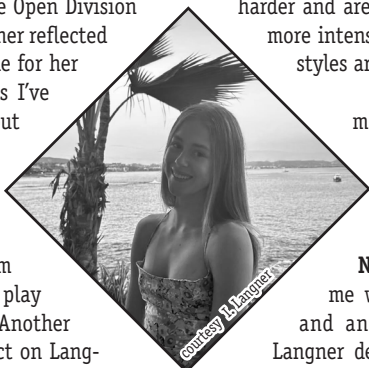 e Open Division
ner reflected
e for her
s I've
ut
m
play
Another
ct on Lang-
harder and are
more intens
styles ar
m
N
me w
and an
Langner de
courtesy I. Langner